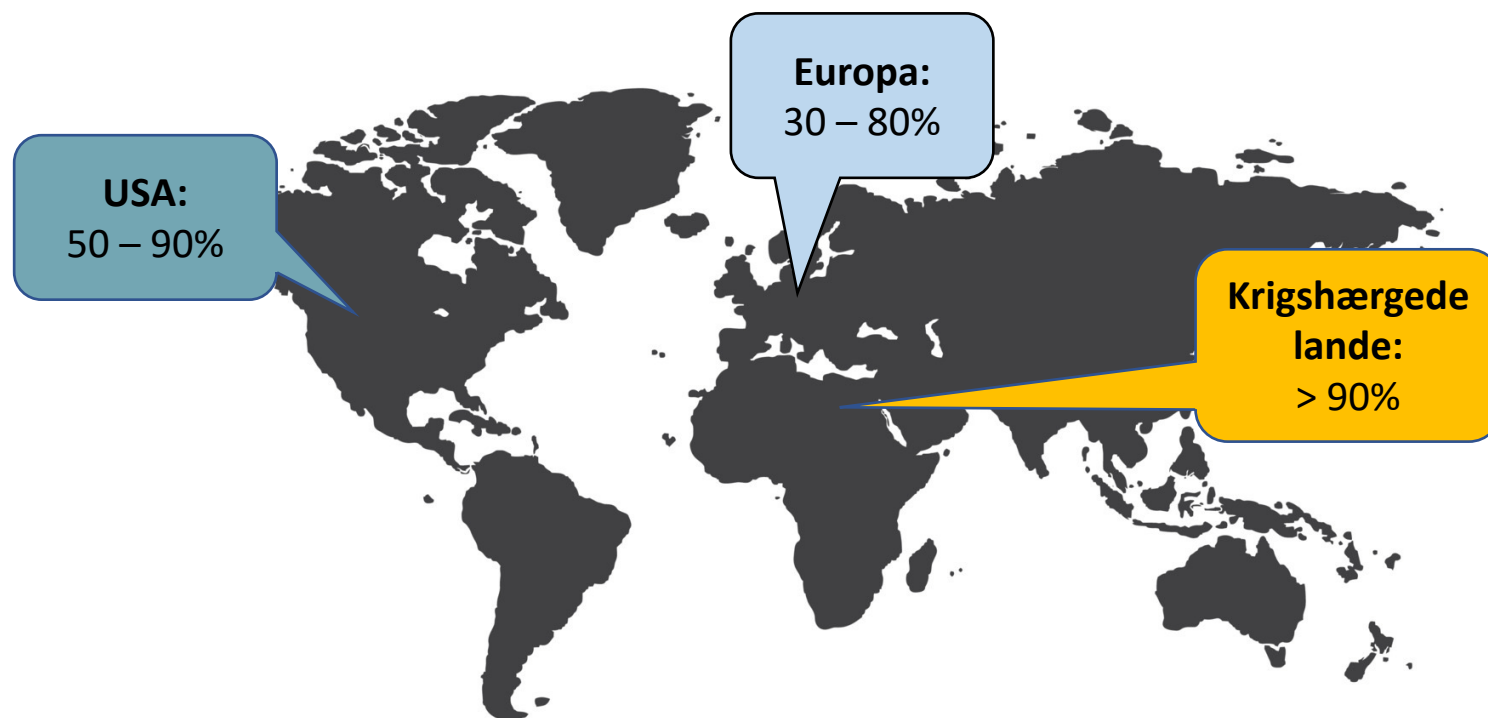 Europa:
30 – 80%
USA:
50 – 90%
Krigshærgede
lande:
> 90%